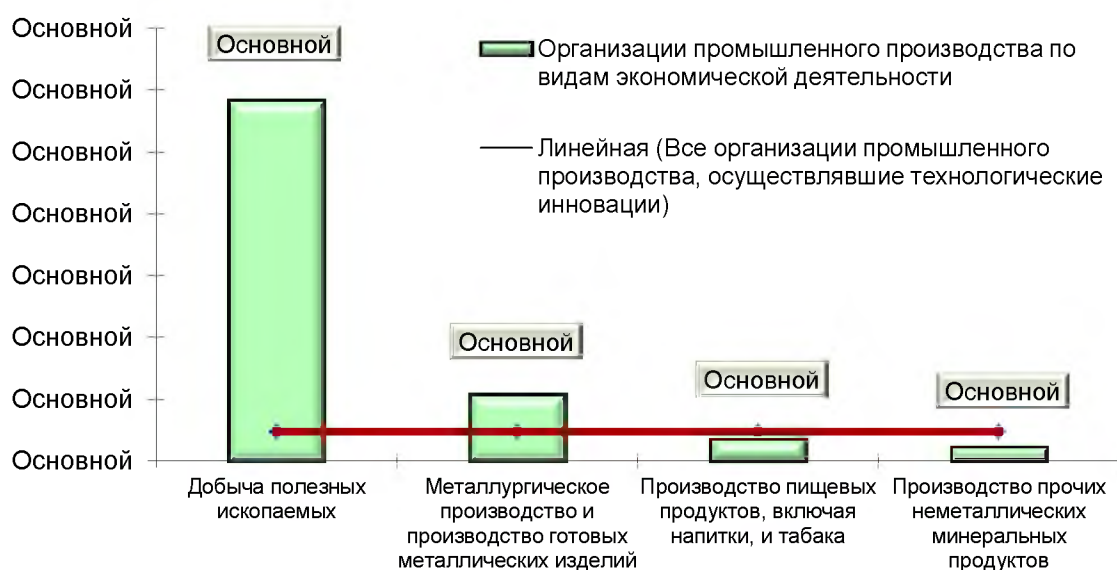 Основной
Основной
Основной
Основной
Основной
Основной
Основной
Основной
Основной
Основной
Основной
Основной
Организации промышленного производства по
видам экономической деятельности
Линейная (Все организации промышленного
производства, осуществлявшие технологические
инновации)
Добыча полезных
ископаемых
Металлургическое
производство и
производство готовых
металлических изделий
Производство пищевых
продуктов, включая
напитки, и табака
Производство прочих
неметаллических
минеральных
продуктов